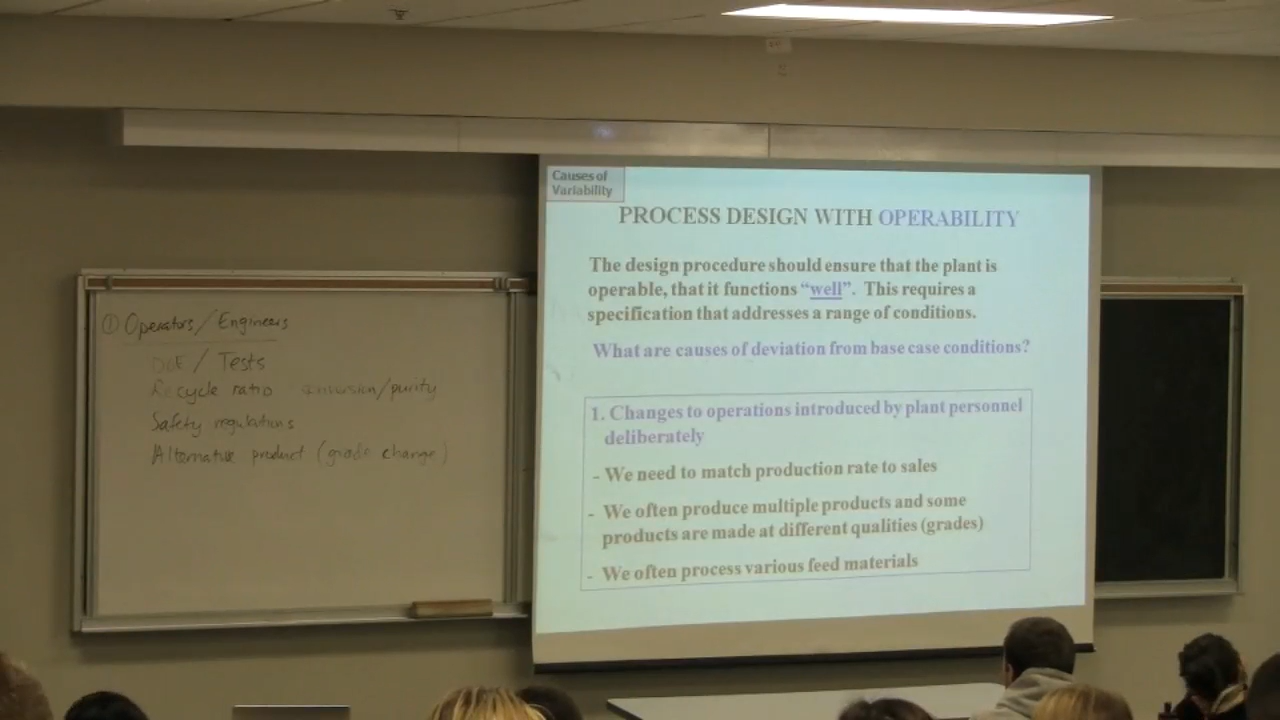 ① Operators/Engineers
DOE / Tests
Recycle ratio conversion/purity
Safety regulations
Alternative product (grade change)
Causes of
Variability
PROCESS DESIGN WITH OPERABILITY
The design procedure should ensure that the plant is
operable, that it functions “well”. This requires a
specification that addresses a range of conditions.
What are causes of deviation from base case conditions?
1. Changes to operations introduced by plant personnel
deliberately
- We need to match production rate to sales
- We often produce multiple products and some
products are made at different qualities (grades)
- We often process various feed materials